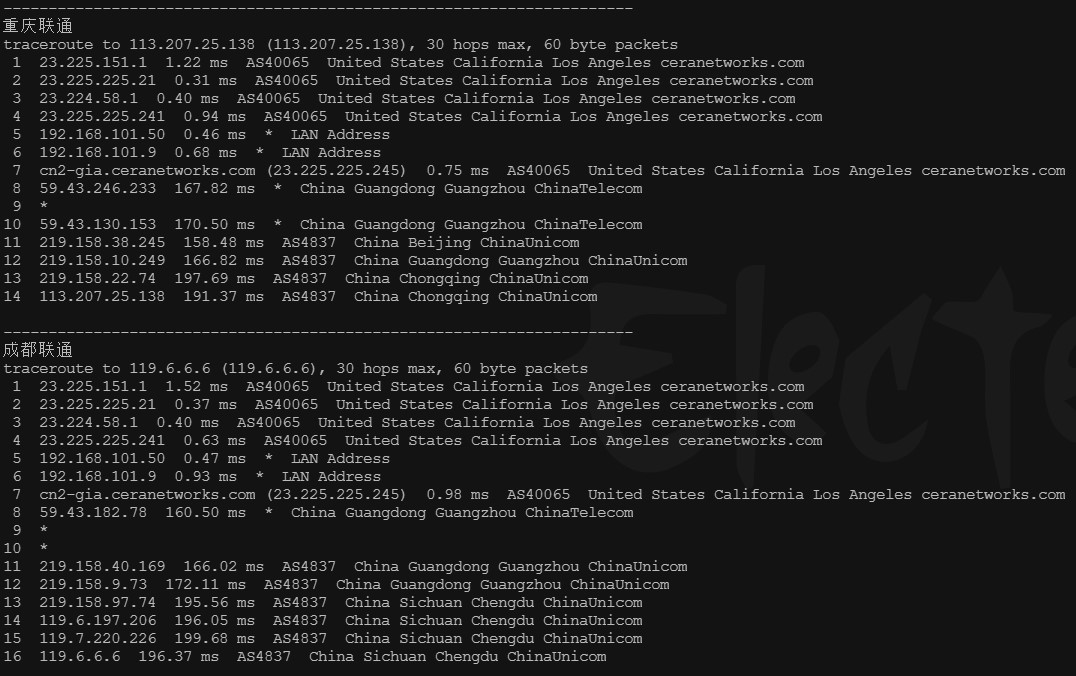 ----------------------------------------------------------------------
重庆联通
traceroute to 113.207.25.138 (113.207.25.138), 30 hops max, 60 byte packets
1  23.225.151.1  1.22 ms  AS40065  United States California Los Angeles ceranetworks.com
2  23.225.225.21  0.31 ms  AS40065  United States California Los Angeles ceranetworks.com
3  23.224.58.1  0.40 ms  AS40065  United States California Los Angeles ceranetworks.com
4  23.225.225.241  0.94 ms  AS40065  United States California Los Angeles ceranetworks.com
5  192.168.101.50  0.46 ms  *  LAN Address
6  192.168.101.9  0.68 ms  *  LAN Address
7  cn2-gia.ceranetworks.com (23.225.225.245)  0.75 ms  AS40065  United States California Los Angeles ceranetworks.com
8  59.43.246.233  167.82 ms  *  China Guangdong Guangzhou ChinaTelecom
9  *
10  59.43.130.153  170.50 ms  *  China Guangdong Guangzhou ChinaTelecom
11  219.158.38.245  158.48 ms  AS4837  China Beijing ChinaUnicom
12  219.158.10.249  166.82 ms  AS4837  China Guangdong Guangzhou ChinaUnicom
13  219.158.22.74  197.69 ms  AS4837  China Chongqing ChinaUnicom
14  113.207.25.138  191.37 ms  AS4837  China Chongqing ChinaUnicom
----------------------------------------------------------------------
成都联通
traceroute to 119.6.6.6 (119.6.6.6), 30 hops max, 60 byte packets
1  23.225.151.1  1.52 ms  AS40065  United States California Los Angeles ceranetworks.com
2  23.225.225.21  0.37 ms  AS40065  United States California Los Angeles ceranetworks.com
3  23.224.58.1  0.40 ms  AS40065  United States California Los Angeles ceranetworks.com
4  23.225.225.241  0.63 ms  AS40065  United States California Los Angeles ceranetworks.com
5  192.168.101.50  0.47 ms  *  LAN Address
6  192.168.101.9  0.93 ms  *  LAN Address
7  cn2-gia.ceranetworks.com (23.225.225.245)  0.98 ms  AS40065  United States California Los Angeles ceranetworks.com
8  59.43.182.78  160.50 ms  *  China Guangdong Guangzhou ChinaTelecom
9  *
10  *
11  219.158.40.169  166.02 ms  AS4837  China Guangdong Guangzhou ChinaUnicom
12  219.158.9.73  172.11 ms  AS4837  China Guangdong Guangzhou ChinaUnicom
13  219.158.97.74  195.56 ms  AS4837  China Sichuan Chengdu ChinaUnicom
14  119.6.197.206  196.05 ms  AS4837  China Sichuan Chengdu ChinaUnicom
15  119.7.220.226  199.68 ms  AS4837  China Sichuan Chengdu ChinaUnicom
16  119.6.6.6  196.37 ms  AS4837  China Sichuan Chengdu ChinaUnicom